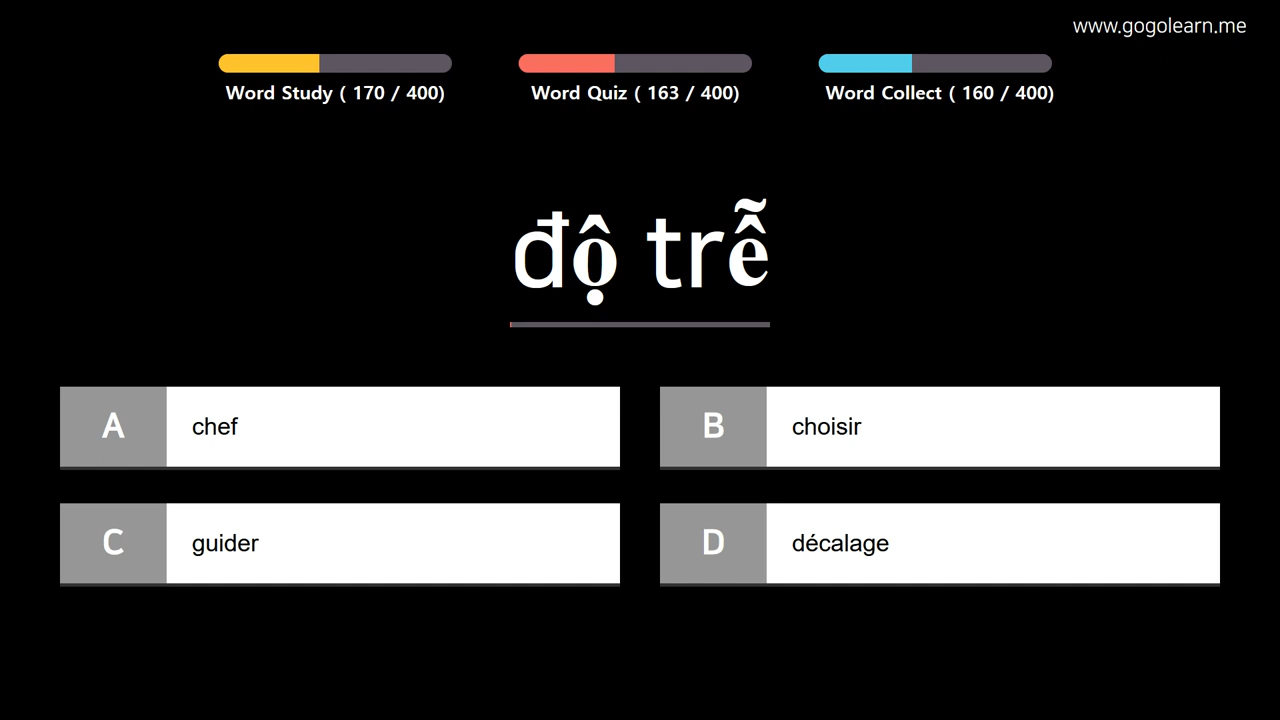 www.gogolearn.me
Word Study ( 170 / 400)
Word Quiz ( 163 / 400)
Word Collect ( 160 / 400)
độ trễ
A chef
B choisir
C guider
D décalage